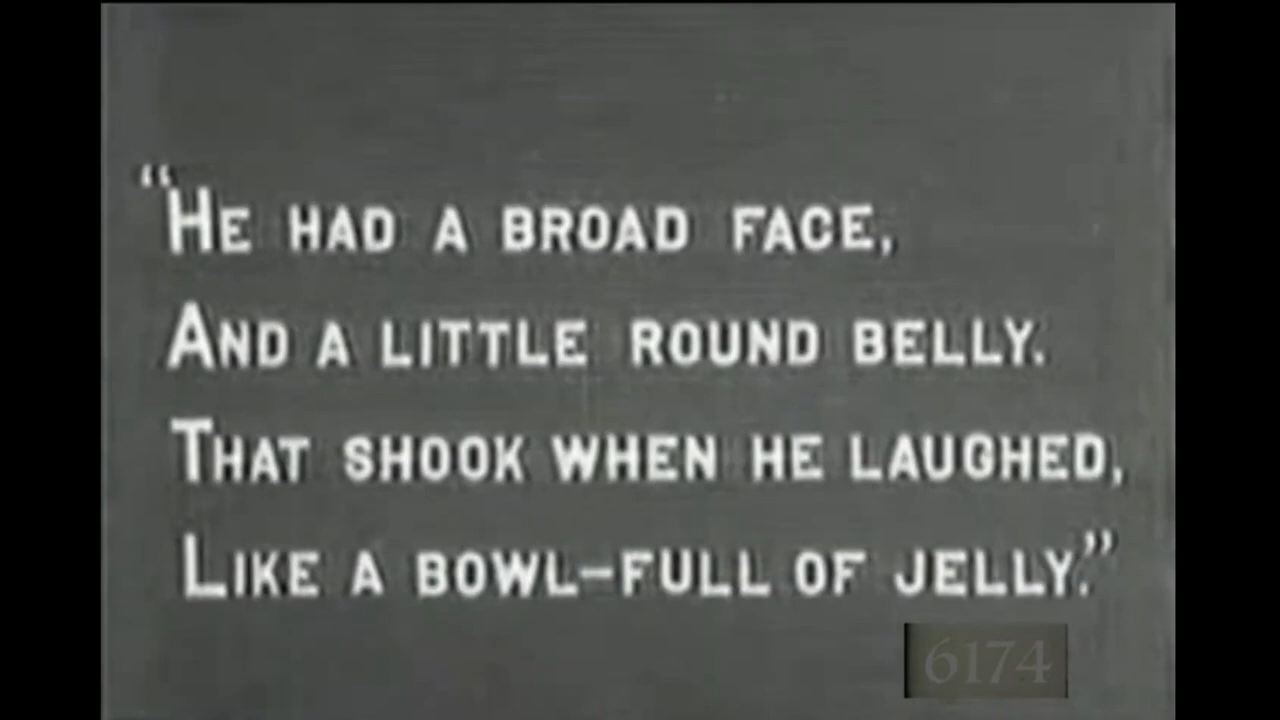 “He had a broad face,
And a little round belly.
That shook when he laughed,
Like a bowl-full of jelly.”
6174